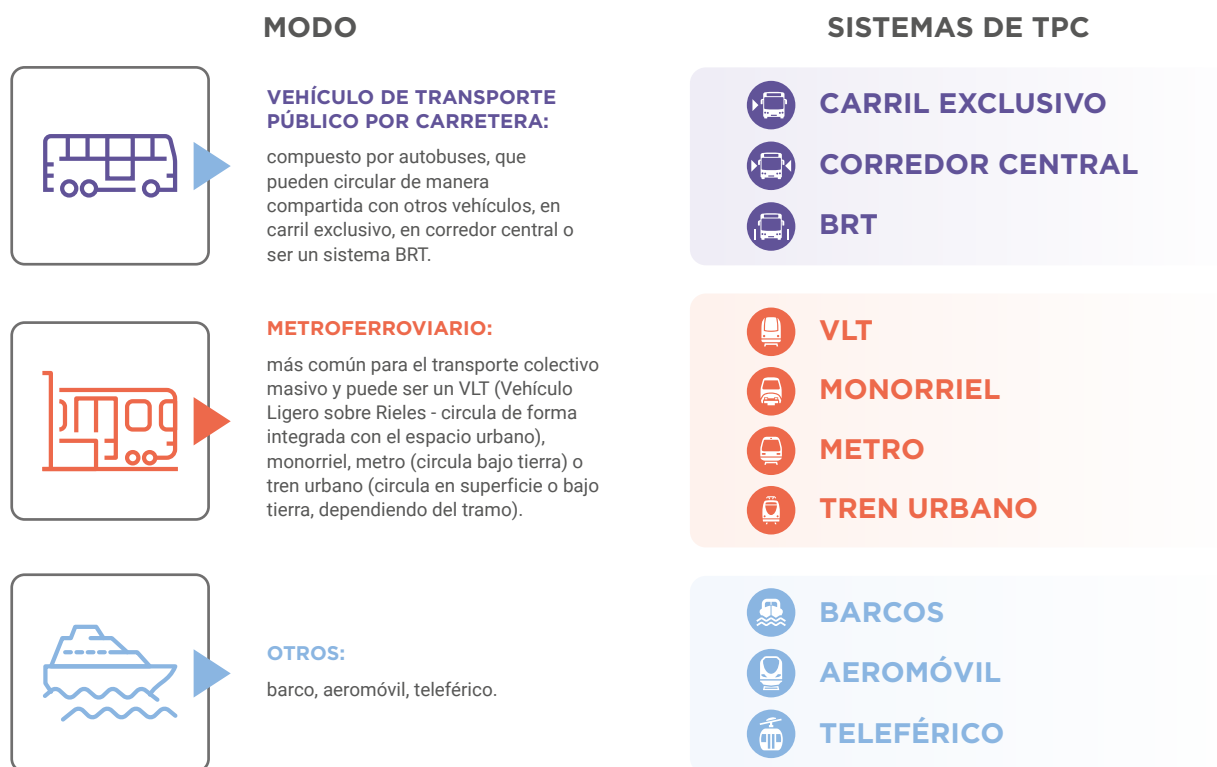 MODO
SISTEMAS DE TPC
VEHÍCULO DE TRANSPORTE
PÚBLICO POR CARRETERA:
compuesto por autobuses, que
pueden circular de manera
compartida con otros vehículos, en
carril exclusivo, en corredor central o
ser un sistema BRT.
CARRIL EXCLUSIVO
CORREDOR CENTRAL
BRT
METROFERROVIARIO:
más común para el transporte colectivo
masivo y puede ser un VLT (Vehículo
Ligero sobre Rieles - circula de forma
integrada con el espacio urbano),
monorriel, metro (circula bajo tierra) o
tren urbano (circula en superficie o bajo
tierra, dependiendo del tramo).
VLT
MONORRIEL
METRO
TREN URBANO
OTROS:
barco, aeromóvil, teleférico.
BARCOS
AEROMÓVIL
TELEFÉRICO